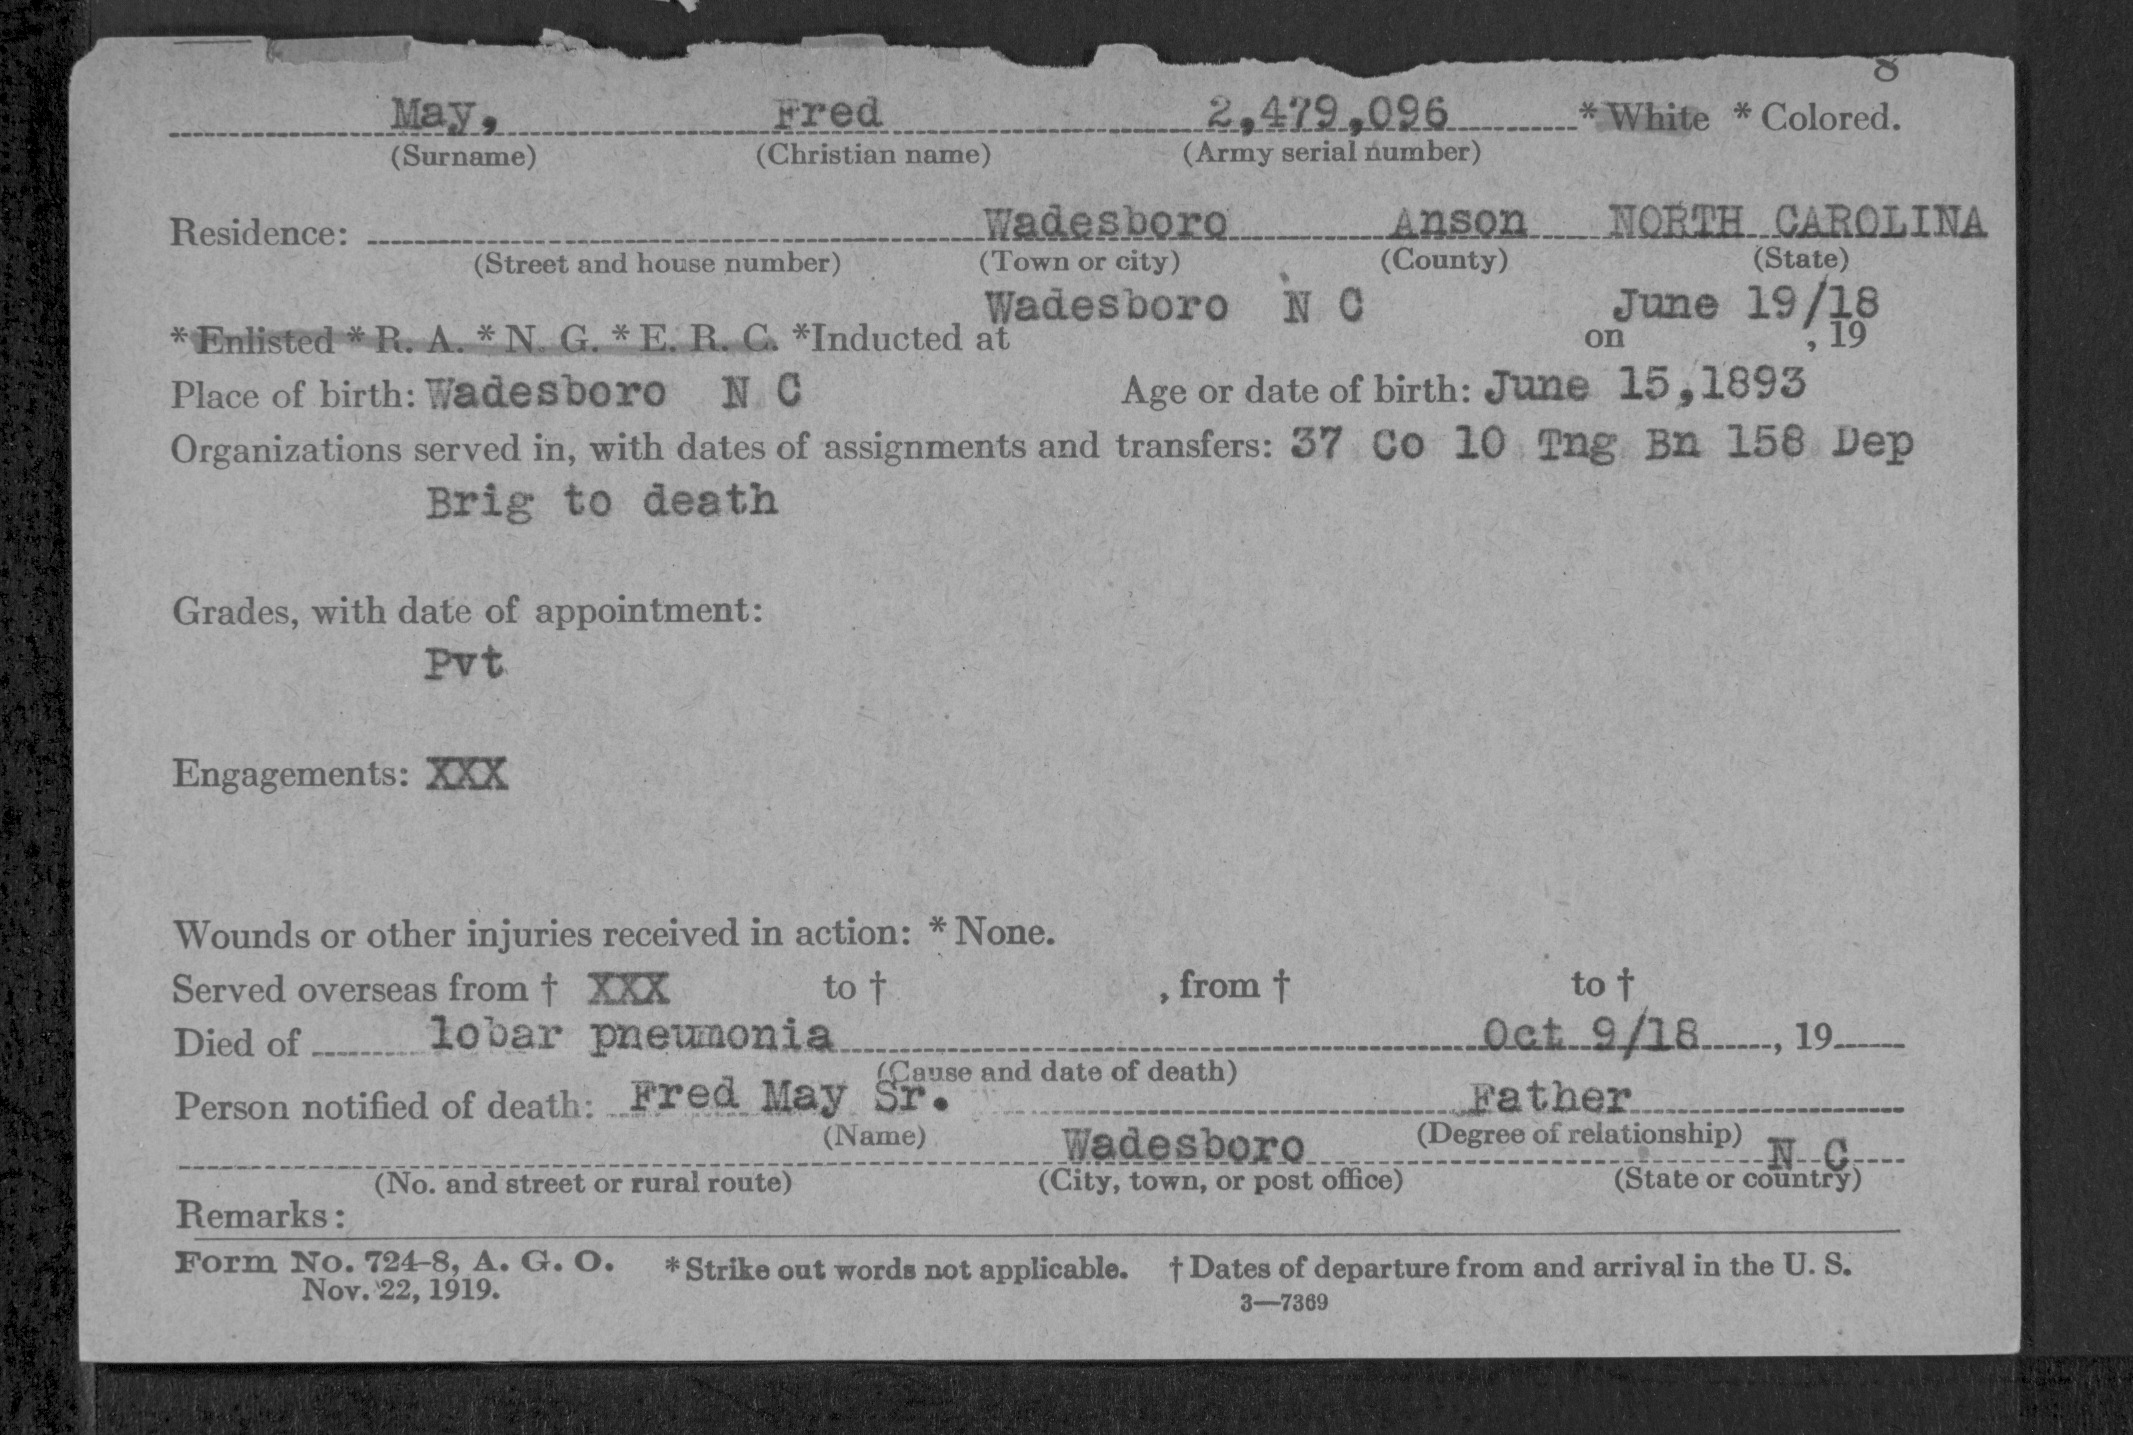 8
May, Fred 2,479,096 *White *Colored.
(Surname) (Christian name) (Army serial number)
Residence: Wadesboro Anson NORTH CAROLINA
(Street and house number) (Town or city) (County) (State)
Wadesboro N C June 19/18
*Enlisted *R. A. *N. G. *E. R. C. *Inducted at on , 19
Place of birth: Wadesboro N C Age or date of birth: June 15,1893
Organizations served in, with dates of assignments and transfers: 37 Co 10 Tng Bn 158 Dep
Brig to death
Grades, with date of appointment:
Pvt
Engagements: XXX
Wounds or other injuries received in action: *None.
Served overseas from † XXX to † , from † to †
Died of lobar pneumonia Oct 9/18 , 19
(Cause and date of death)
Person notified of death: Fred May Sr. Father
(Name) (Degree of relationship)
Wadesboro N C
(No. and street or rural route) (City, town, or post office) (State or country)
Remarks:
Form No. 724-8, A. G. O. *Strike out words not applicable. † Dates of departure from and arrival in the U. S.
Nov. 22, 1919. 3—7369